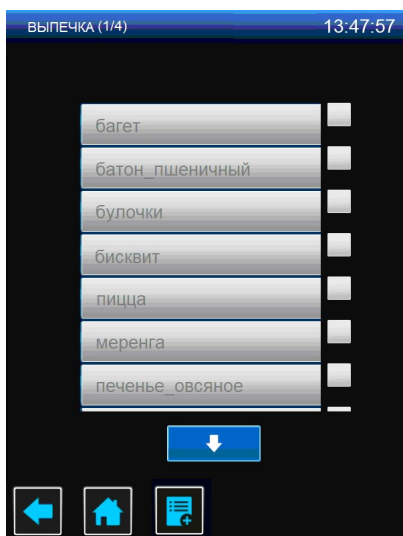 ВЫПЕЧКА (1/4) 13:47:57
багет
батон_пшеничный
булочки
бисквит
пицца
меренга
печенье_овсяное